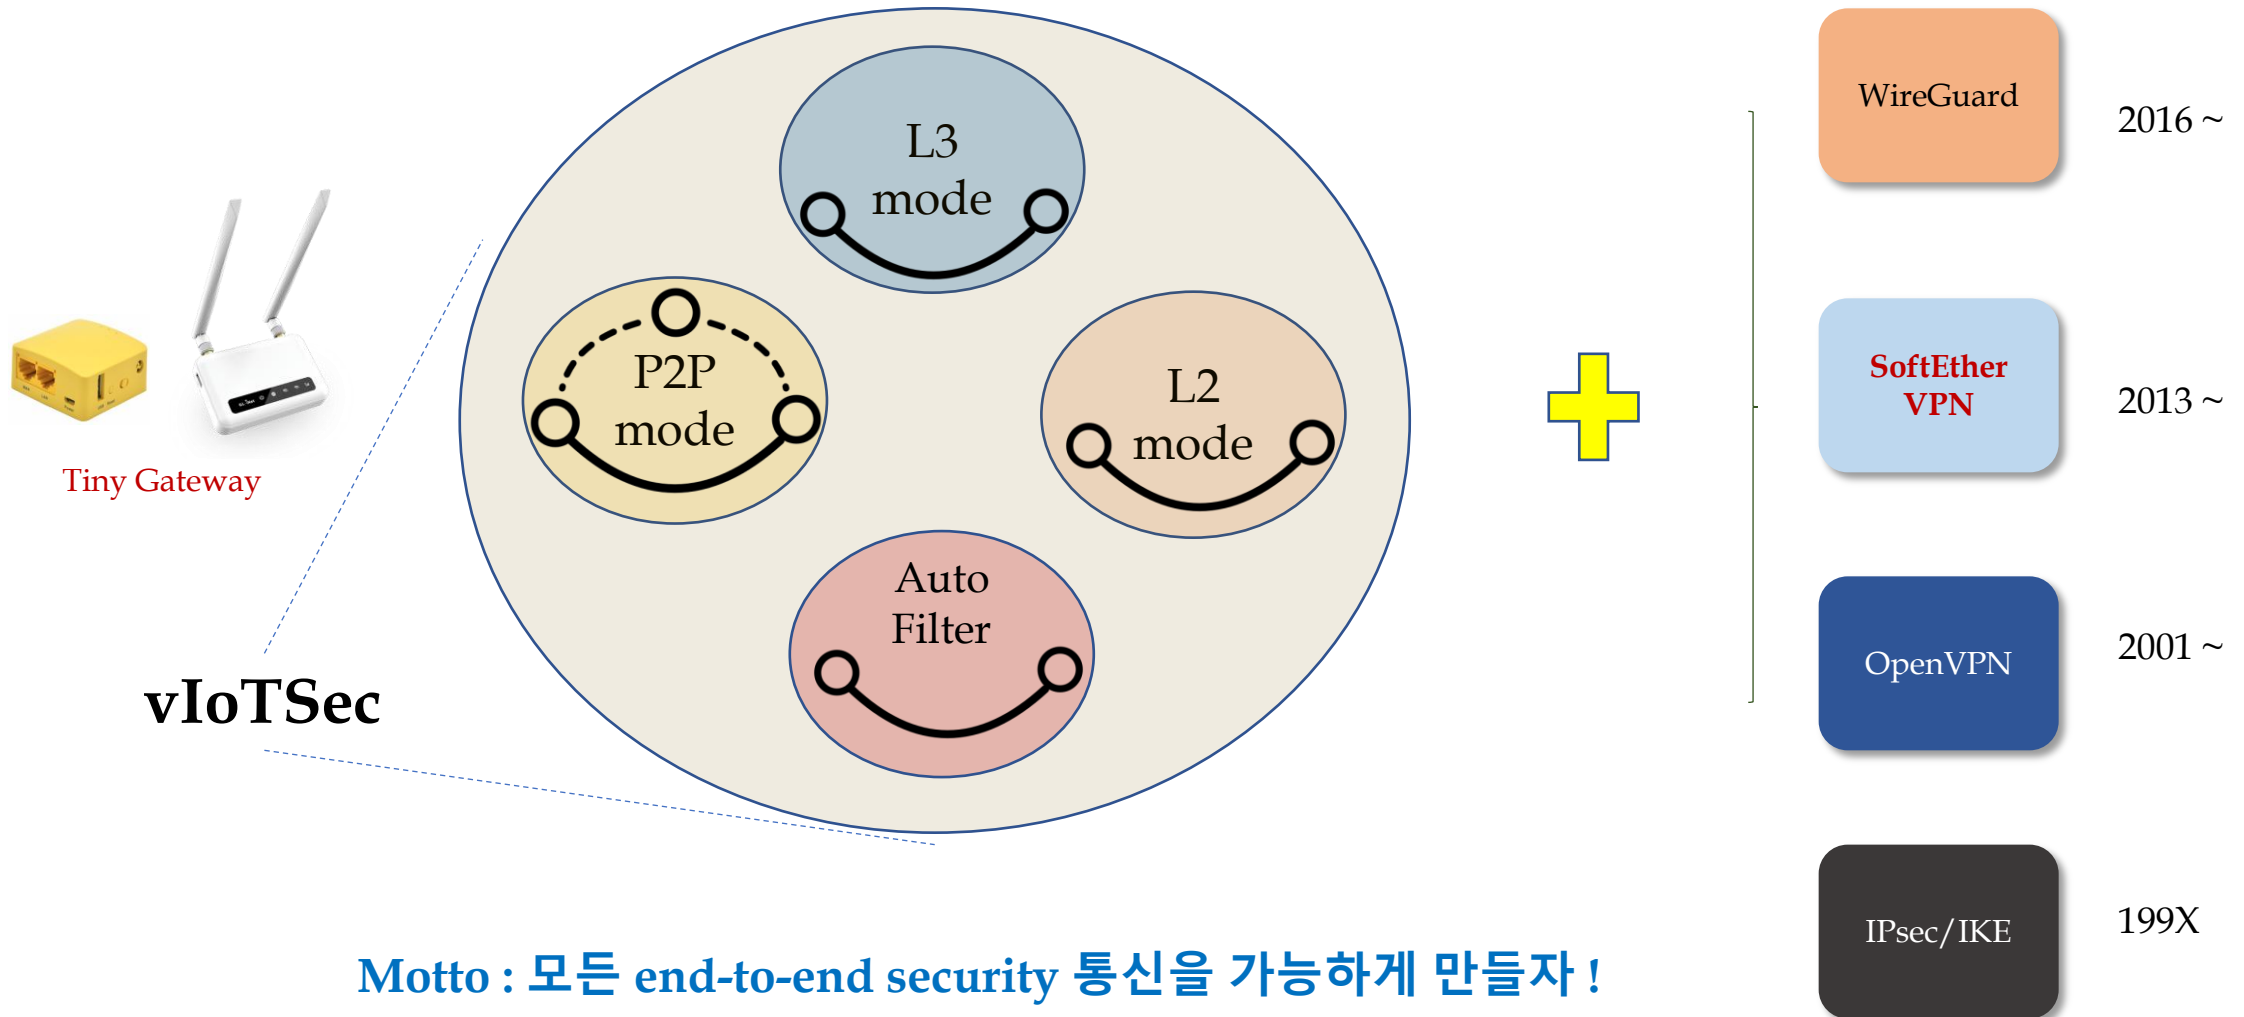 L3
mode
P2P
mode
L2
mode
Auto
Filter
Tiny Gateway
vIoTSec
WireGuard
2016 ~
SoftEther
VPN
2013 ~
OpenVPN
2001 ~
IPsec/IKE
199X
Motto : 모든 end-to-end security 통신을 가능하게 만들자 !